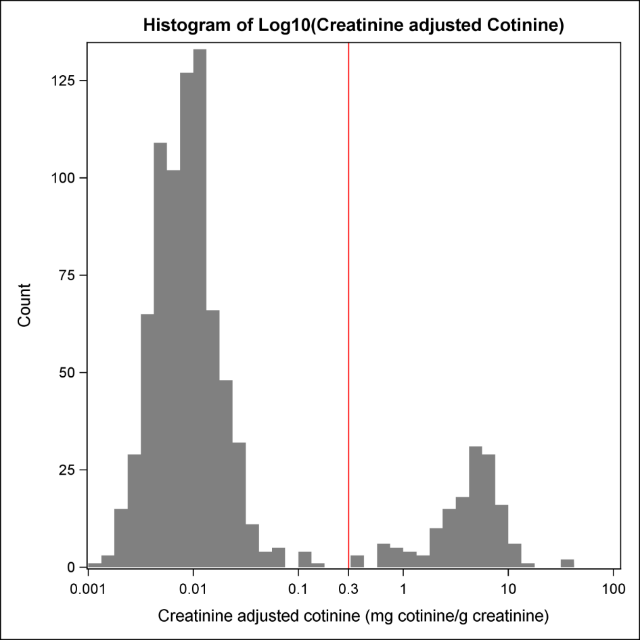 Histogram of Log10(Creatinine adjusted Cotinine)
125
100
75
50
25
0
Count
0.001 0.01 0.1 0.3 1 10 100
Creatinine adjusted cotinine (mg cotinine/g creatinine)